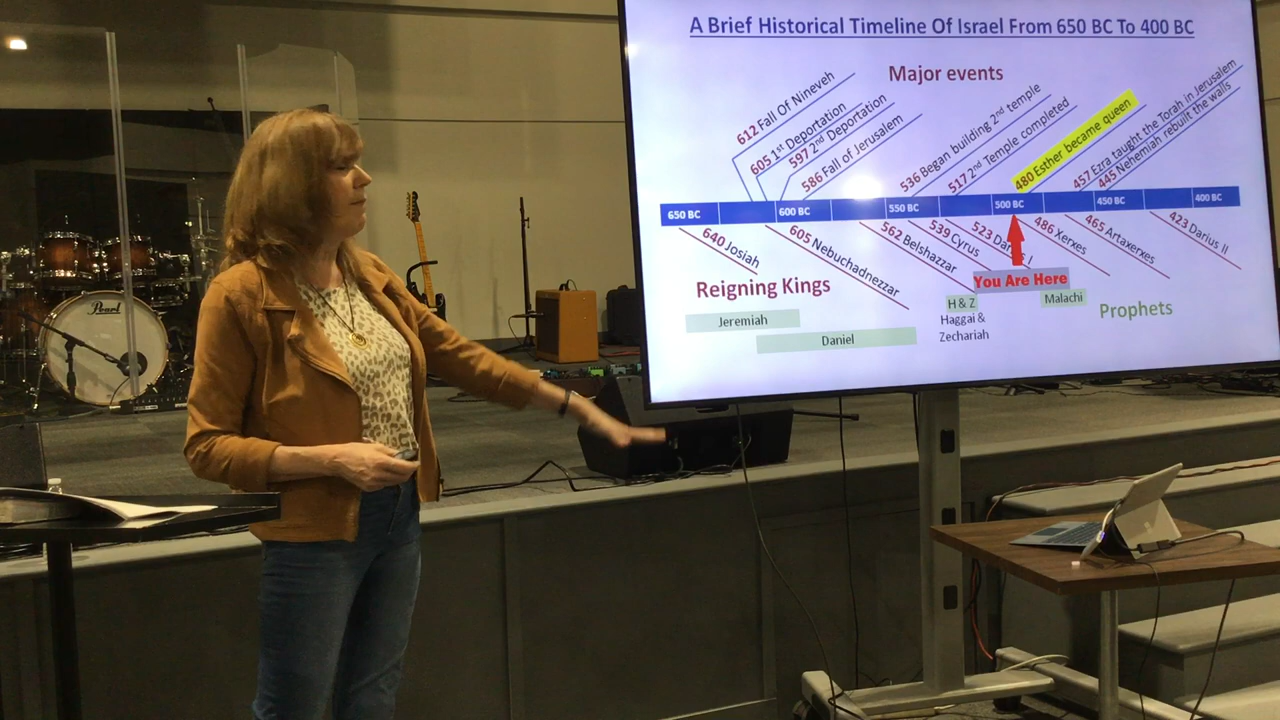 A Brief Historical Timeline Of Israel From 650 BC To 400 BC
Major events
612 Fall Of Nineveh
605 1st Deportation
597 2nd Deportation
586 Fall of Jerusalem
536 Began building 2nd temple
517 2nd Temple completed
480 Esther became queen
457 Ezra taught the Torah in Jerusalem
445 Nehemiah rebuilt the walls
650 BC
600 BC
550 BC
500 BC
450 BC
400 BC
640 Josiah
605 Nebuchadnezzar
562 Belshazzar
539 Cyrus
523
486 Xerxes
465 Artaxerxes
423 Darius II
Reigning Kings
You Are Here
Jeremiah
Daniel
H & Z
Haggai &
Zechariah
Malachi
Prophets
Pearl